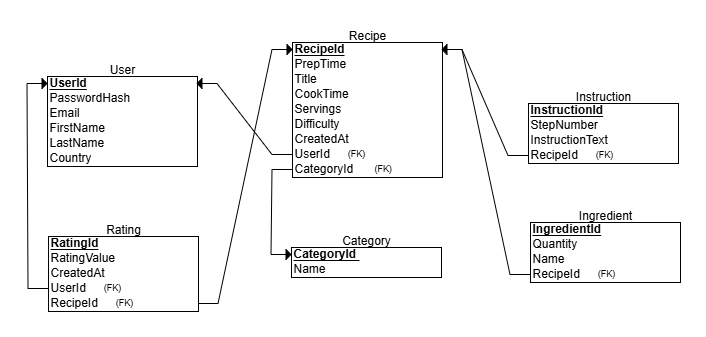 User
UserId
PasswordHash
Email
FirstName
LastName
Country
Rating
RatingId
RatingValue
CreatedAt
UserId (FK)
RecipeId (FK)
Recipe
RecipeId
PrepTime
Title
CookTime
Servings
Difficulty
CreatedAt
UserId (FK)
CategoryId (FK)
Category
CategoryId
Name
Instruction
InstructionId
StepNumber
InstructionText
RecipeId (FK)
Ingredient
IngredientId
Quantity
Name
RecipeId (FK)